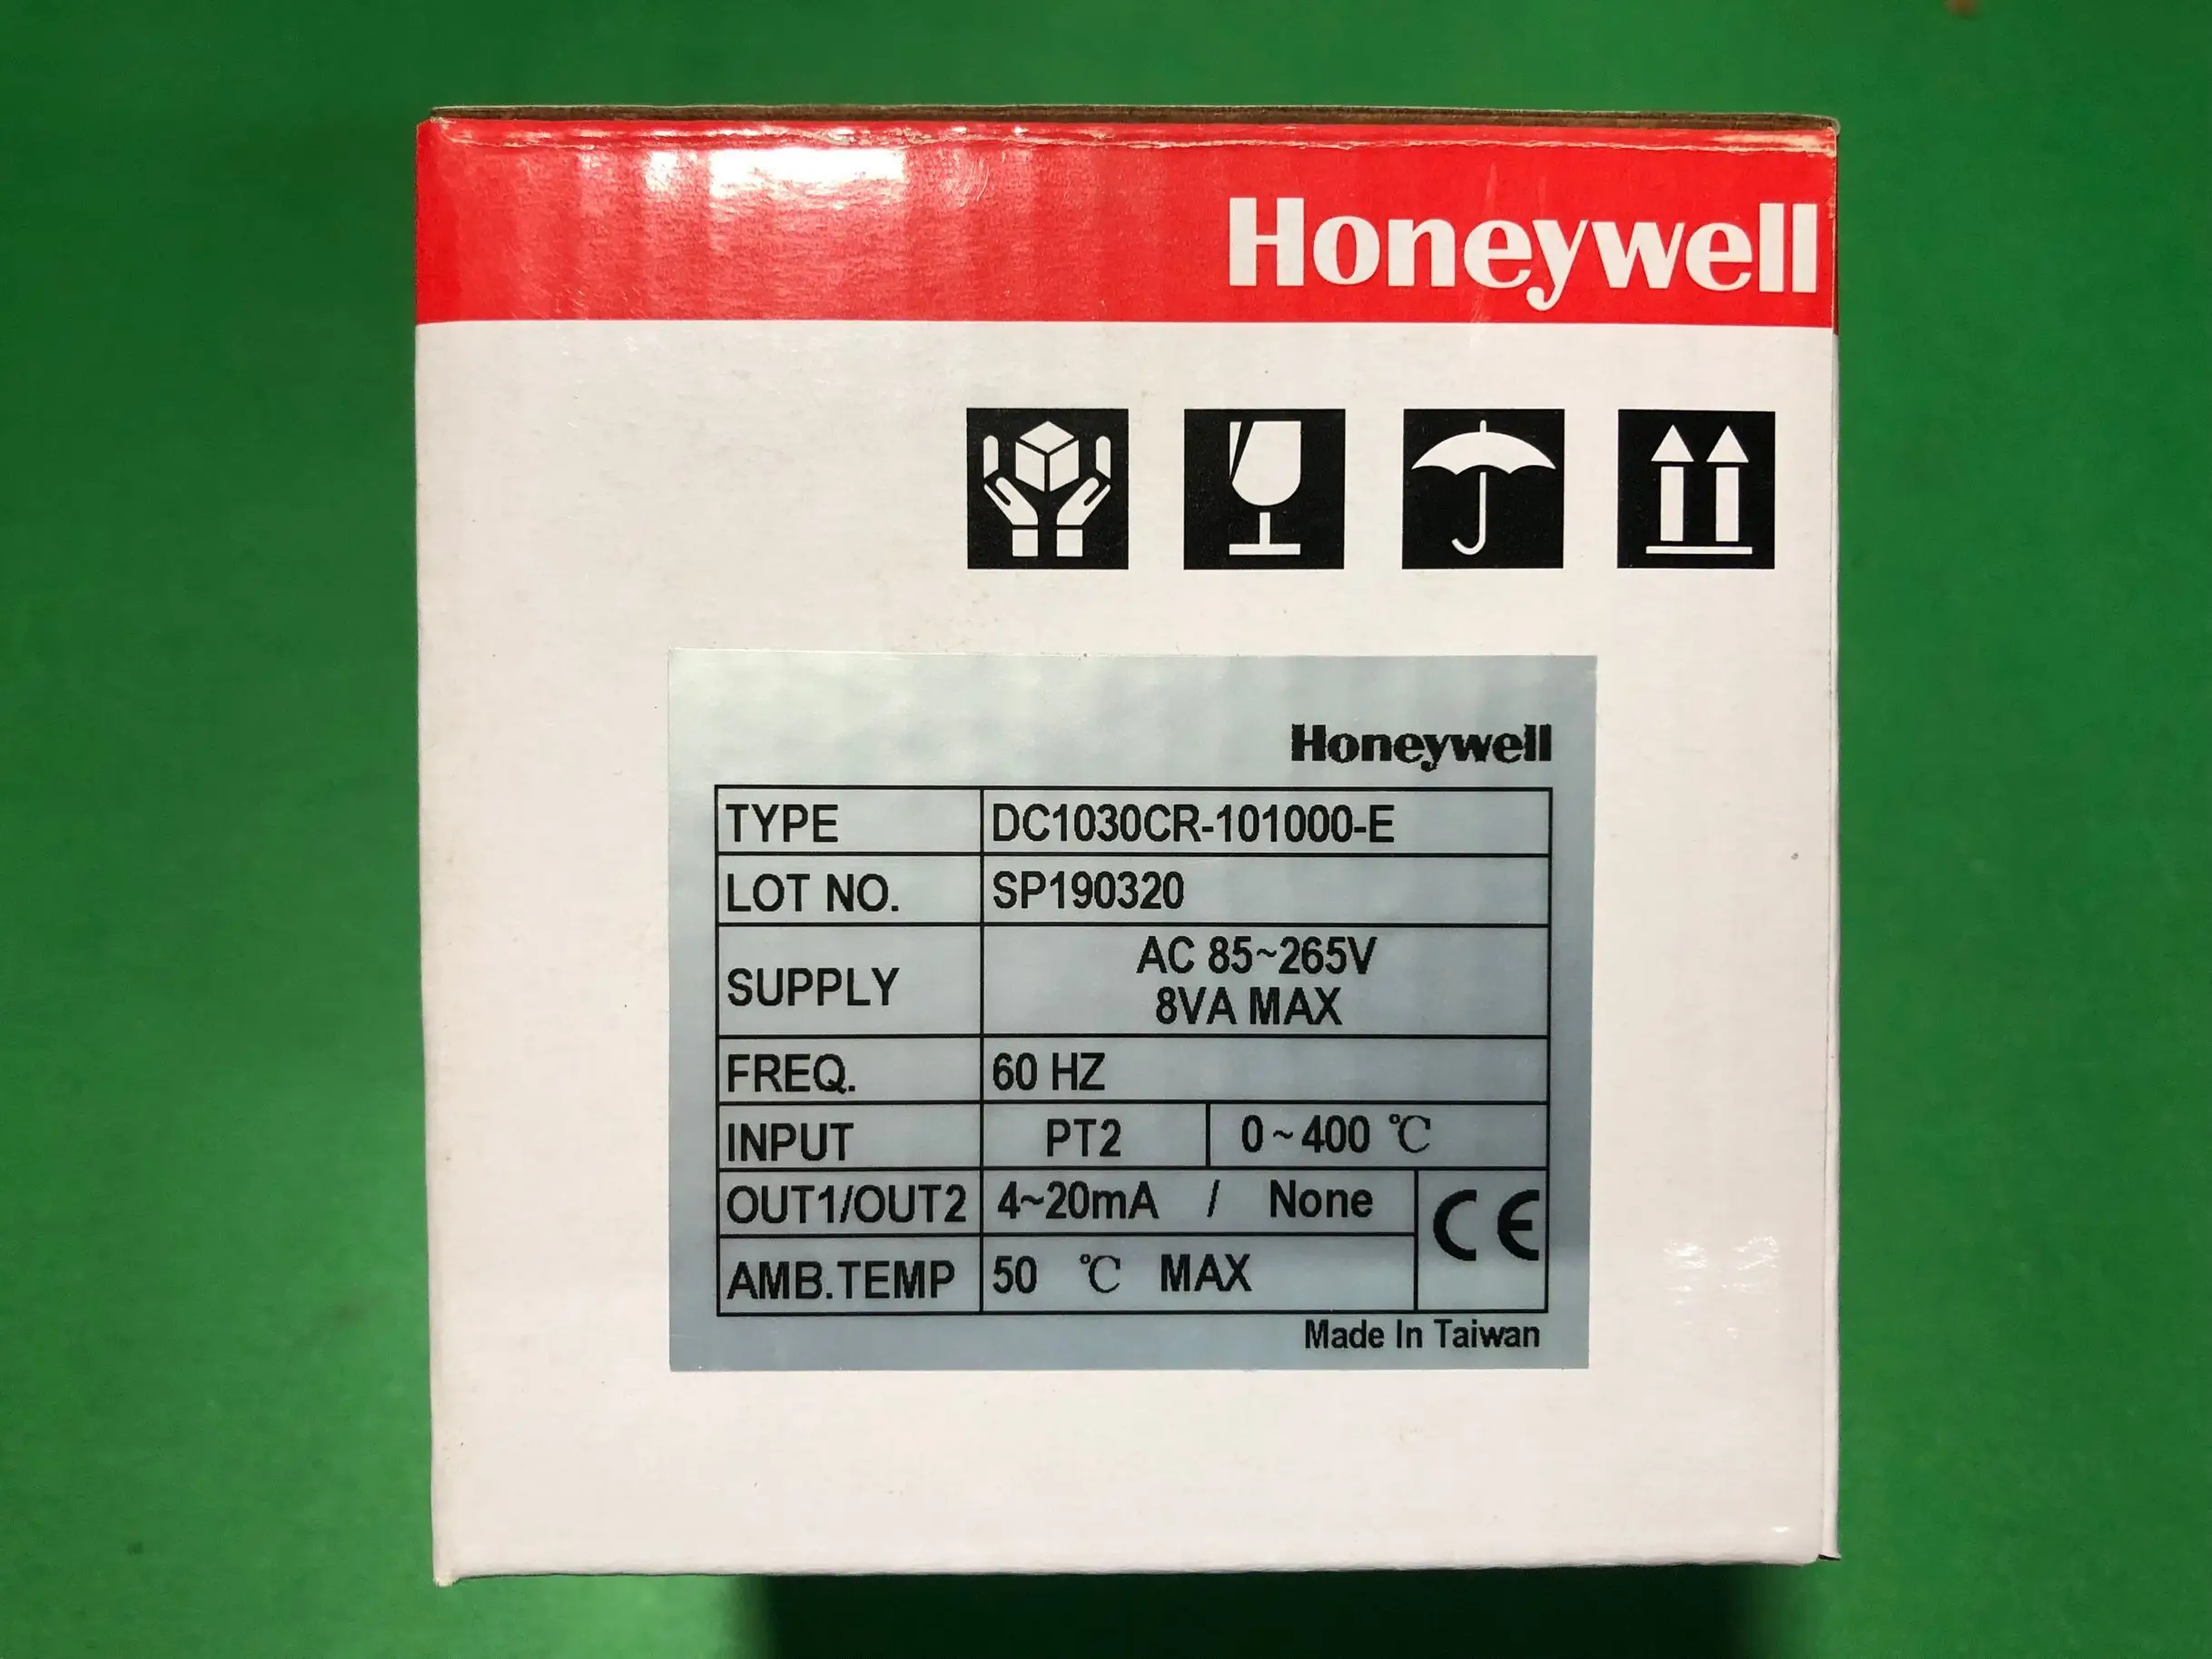 Honeywell
Honeywell
TYPE DC1030CR-101000-E
LOT NO. SP190320
SUPPLY AC 85~265V
8VA MAX
FREQ. 60 HZ
INPUT PT2 0~400 ℃
OUT1/OUT2 4~20mA / None
CE
AMB.TEMP 50 ℃ MAX
Made In Taiwan